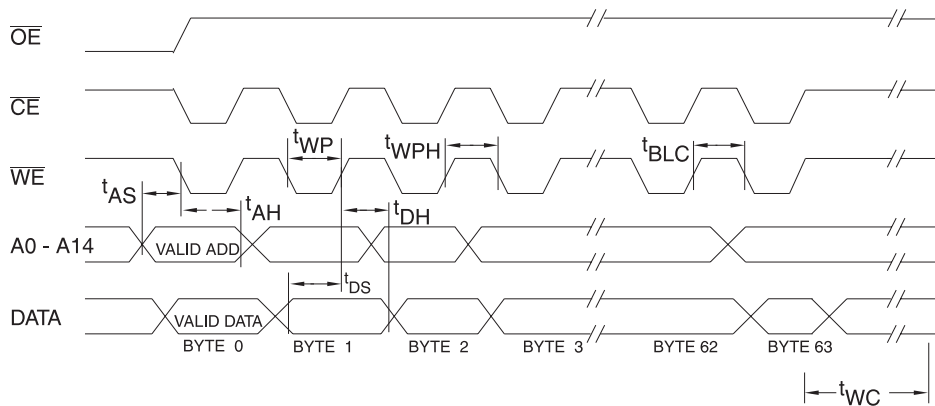 OE
CE
tWP
tWPH
tBLC
WE
tAS
tAH
tDH
A0 - A14
VALID ADD
tDS
DATA
VALID DATA
BYTE 0 BYTE 1 BYTE 2 BYTE 3 BYTE 62 BYTE 63
tWC